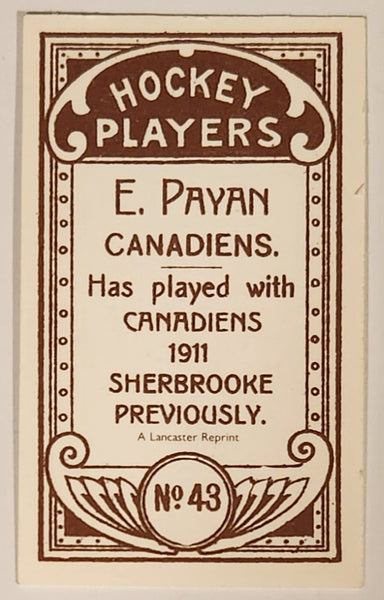 HOCKEY
PLAYERS
E. PAYAN
CANADIENS.
Has played with
CANADIENS
1911
SHERBROOKE
PREVIOUSLY.
A Lancaster Reprint
No 43